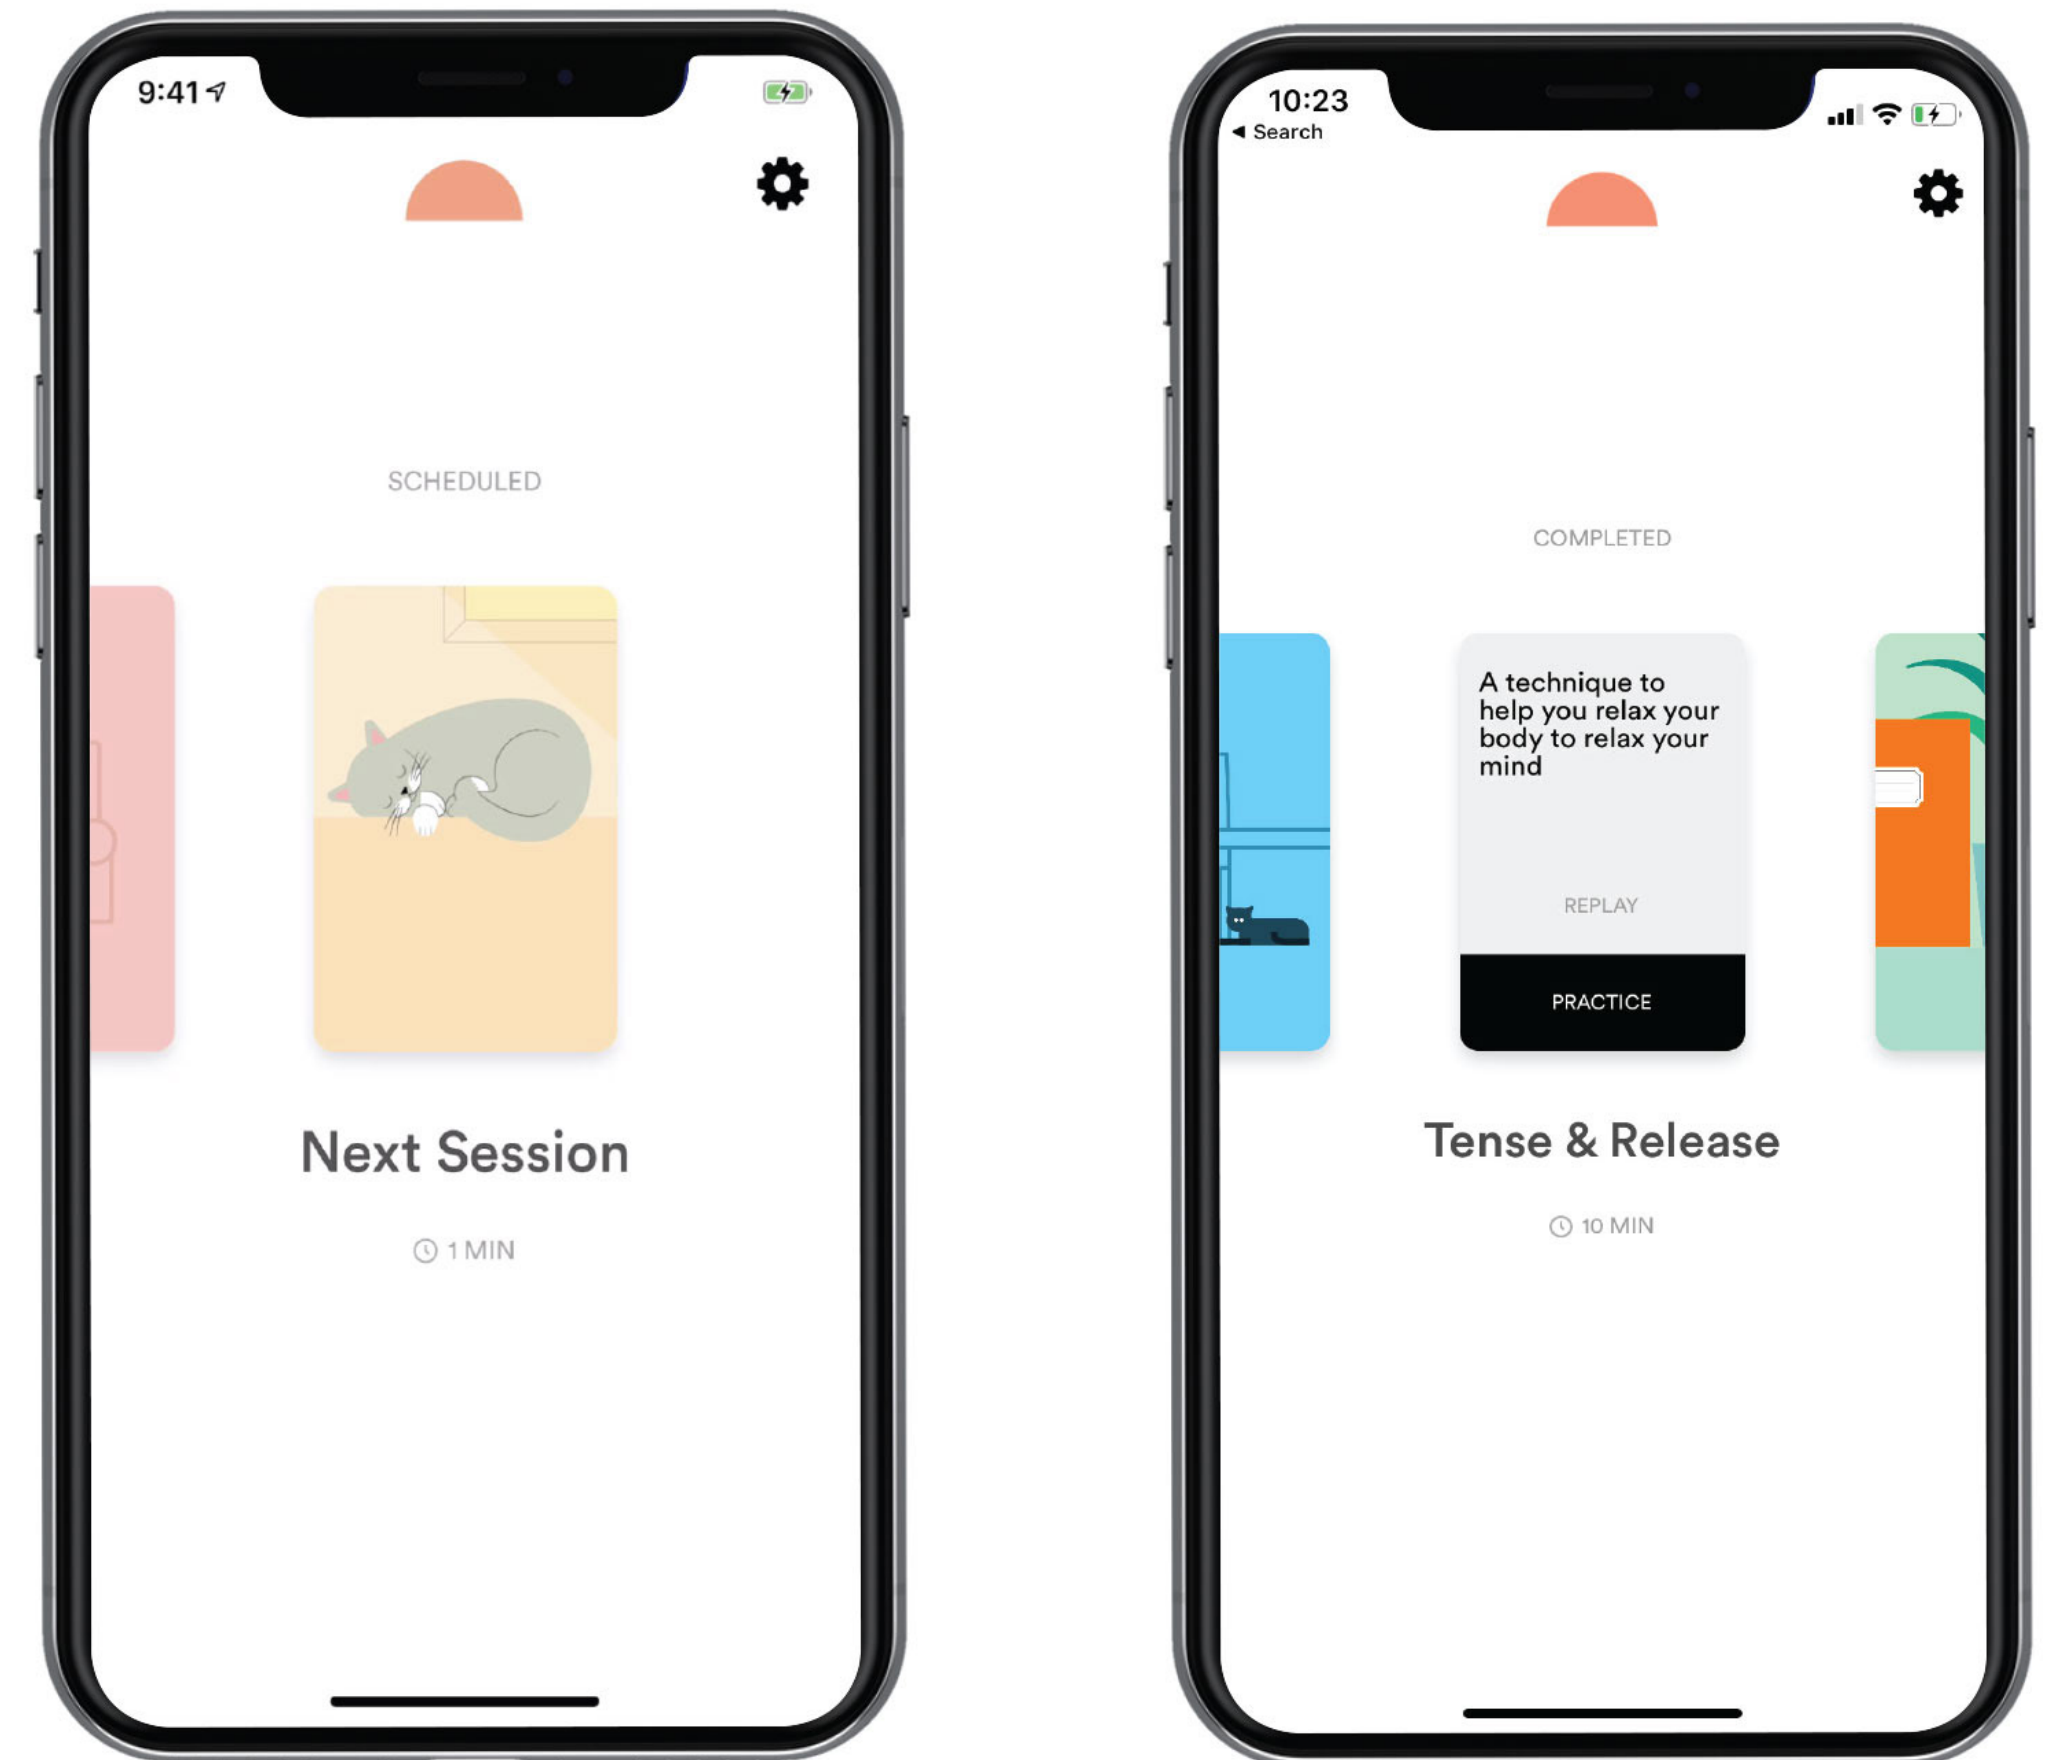 9:41
SCHEDULED
Next Session
1 MIN
10:23
◀ Search
COMPLETED
A technique to
help you relax your
body to relax your
mind
REPLAY
PRACTICE
Tense & Release
10 MIN